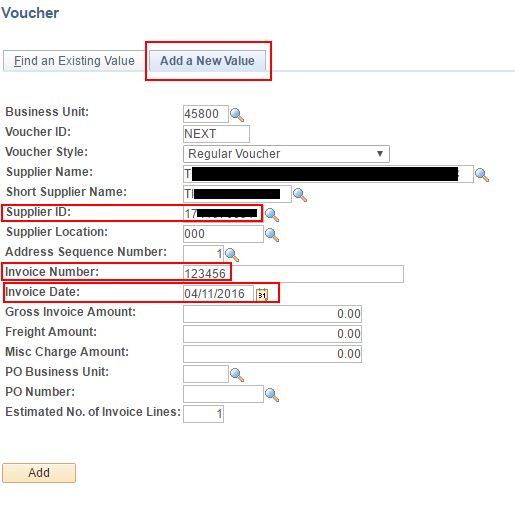 Voucher
Find an Existing Value Add a New Value
Business Unit: 45800
Voucher ID: NEXT
Voucher Style: Regular Voucher
Supplier Name: T
Short Supplier Name: T
Supplier ID: 17
Supplier Location: 000
Address Sequence Number: 1
Invoice Number: 123456
Invoice Date: 04/11/2016 31
Gross Invoice Amount: 0.00
Freight Amount: 0.00
Misc Charge Amount: 0.00
PO Business Unit:
PO Number:
Estimated No. of Invoice Lines: 1
Add